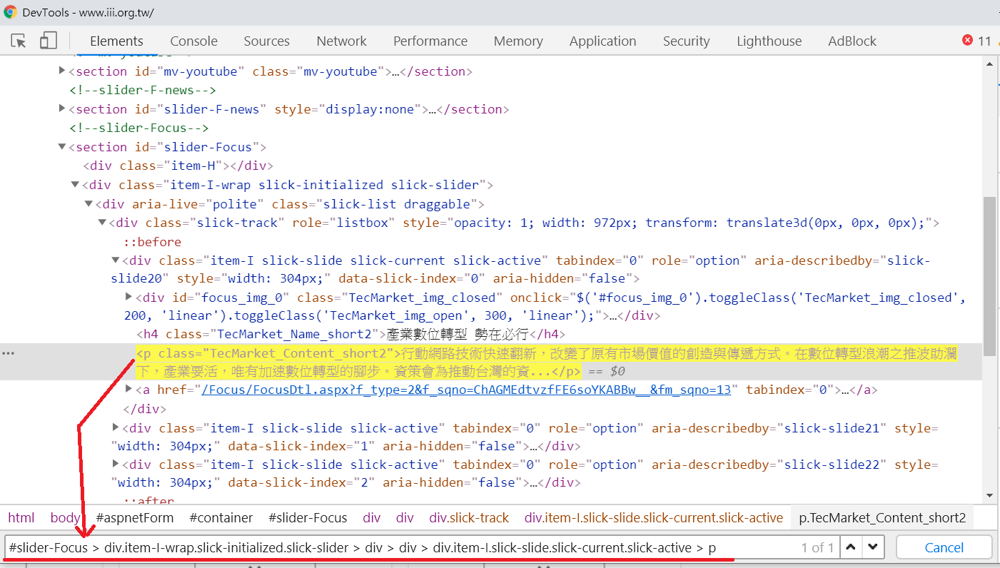 DevTools - www.iii.org.tw/
Elements Console Sources Network Performance Memory Application Security Lighthouse AdBlock 11
<section id="mv-youtube" class="mv-youtube">…</section>
<!--slider-F-news-->
<section id="slider-F-news" style="display:none">…</section>
<!--slider-Focus-->
<section id="slider-Focus">
<div class="item-H"></div>
<div class="item-I-wrap slick-initialized slick-slider">
<div aria-live="polite" class="slick-list draggable">
<div class="slick-track" role="listbox" style="opacity: 1; width: 972px; transform: translate3d(0px, 0px, 0px);">
::before
<div class="item-I slick-slide slick-current slick-active" tabindex="0" role="option" aria-describedby="slick-
slide20" style="width: 304px;" data-slick-index="0" aria-hidden="false">
<div id="focus_img_0" class="TecMarket_img_closed" onclick="$('#focus_img_0').toggleClass('TecMarket_img_closed',
200, 'linear').toggleClass('TecMarket_img_open', 300, 'linear');">…</div>
<h4 class="TecMarket_Name_short2">產業數位轉型 勢在必行</h4>
<p class="TecMarket_Content_short2">行動網路技術快速翻新，改變了原有市場價值的創造與傳遞方式。在數位轉型浪潮之推波助瀾
下，產業要活，唯有加速數位轉型的腳步。資策會為推動台灣的資...</p> == $0
<a href="/Focus/FocusDtl.aspx?f_type=2&f_sqno=ChAGMEdtvzfFE6soYKABBw__&fm_sqno=13" tabindex="0">…</a>
</div>
<div class="item-I slick-slide slick-active" tabindex="0" role="option" aria-describedby="slick-slide21" style=
"width: 304px;" data-slick-index="1" aria-hidden="false">…</div>
<div class="item-I slick-slide slick-active" tabindex="0" role="option" aria-describedby="slick-slide22" style=
"width: 304px;" data-slick-index="2" aria-hidden="false">…</div>
::after
html body #aspnetForm #container #slider-Focus div div div.slick-track div.item-I.slick-slide.slick-current.slick-active p.TecMarket_Content_short2
#slider-Focus > div.item-I-wrap.slick-initialized.slick-slider > div > div > div.item-I.slick-slide.slick-current.slick-active > p 1 of 1 Cancel